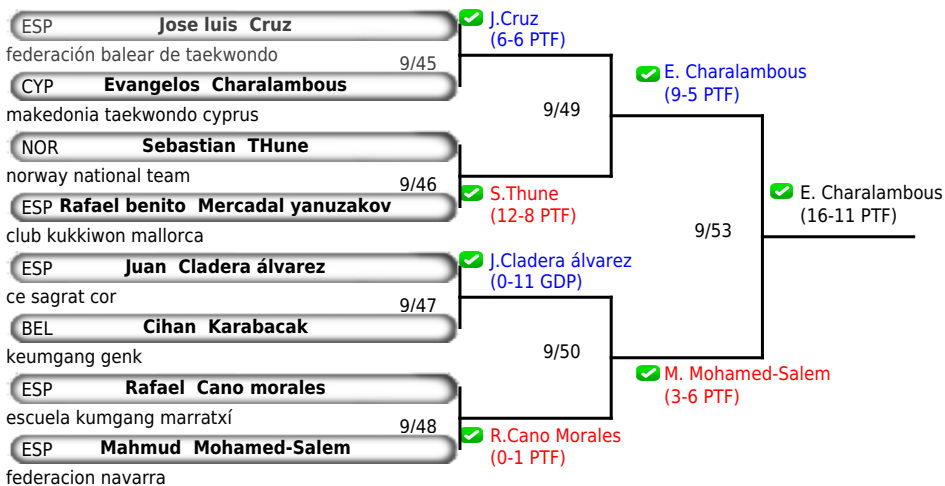 ESP Jose luis Cruz
federación balear de taekwondo
9/45
CYP Evangelos Charalambous
makedonia taekwondo cyprus
NOR Sebastian THune
norway national team
9/46
ESP Rafael benito Mercadal yanuzakov
club kukkiwon mallorca
ESP Juan Cladera álvarez
ce sagrat cor
9/47
BEL Cihan Karabacak
keumgang genk
ESP Rafael Cano morales
escuela kumgang marratxí
9/48
ESP Mahmud Mohamed-Salem
federacion navarra
J.Cruz
(6-6 PTF)
9/49
S.Thune
(12-8 PTF)
J.Cladera álvarez
(0-11 GDP)
9/50
R.Cano Morales
(0-1 PTF)
E. Charalambous
(9-5 PTF)
9/53
M. Mohamed-Salem
(3-6 PTF)
E. Charalambous
(16-11 PTF)